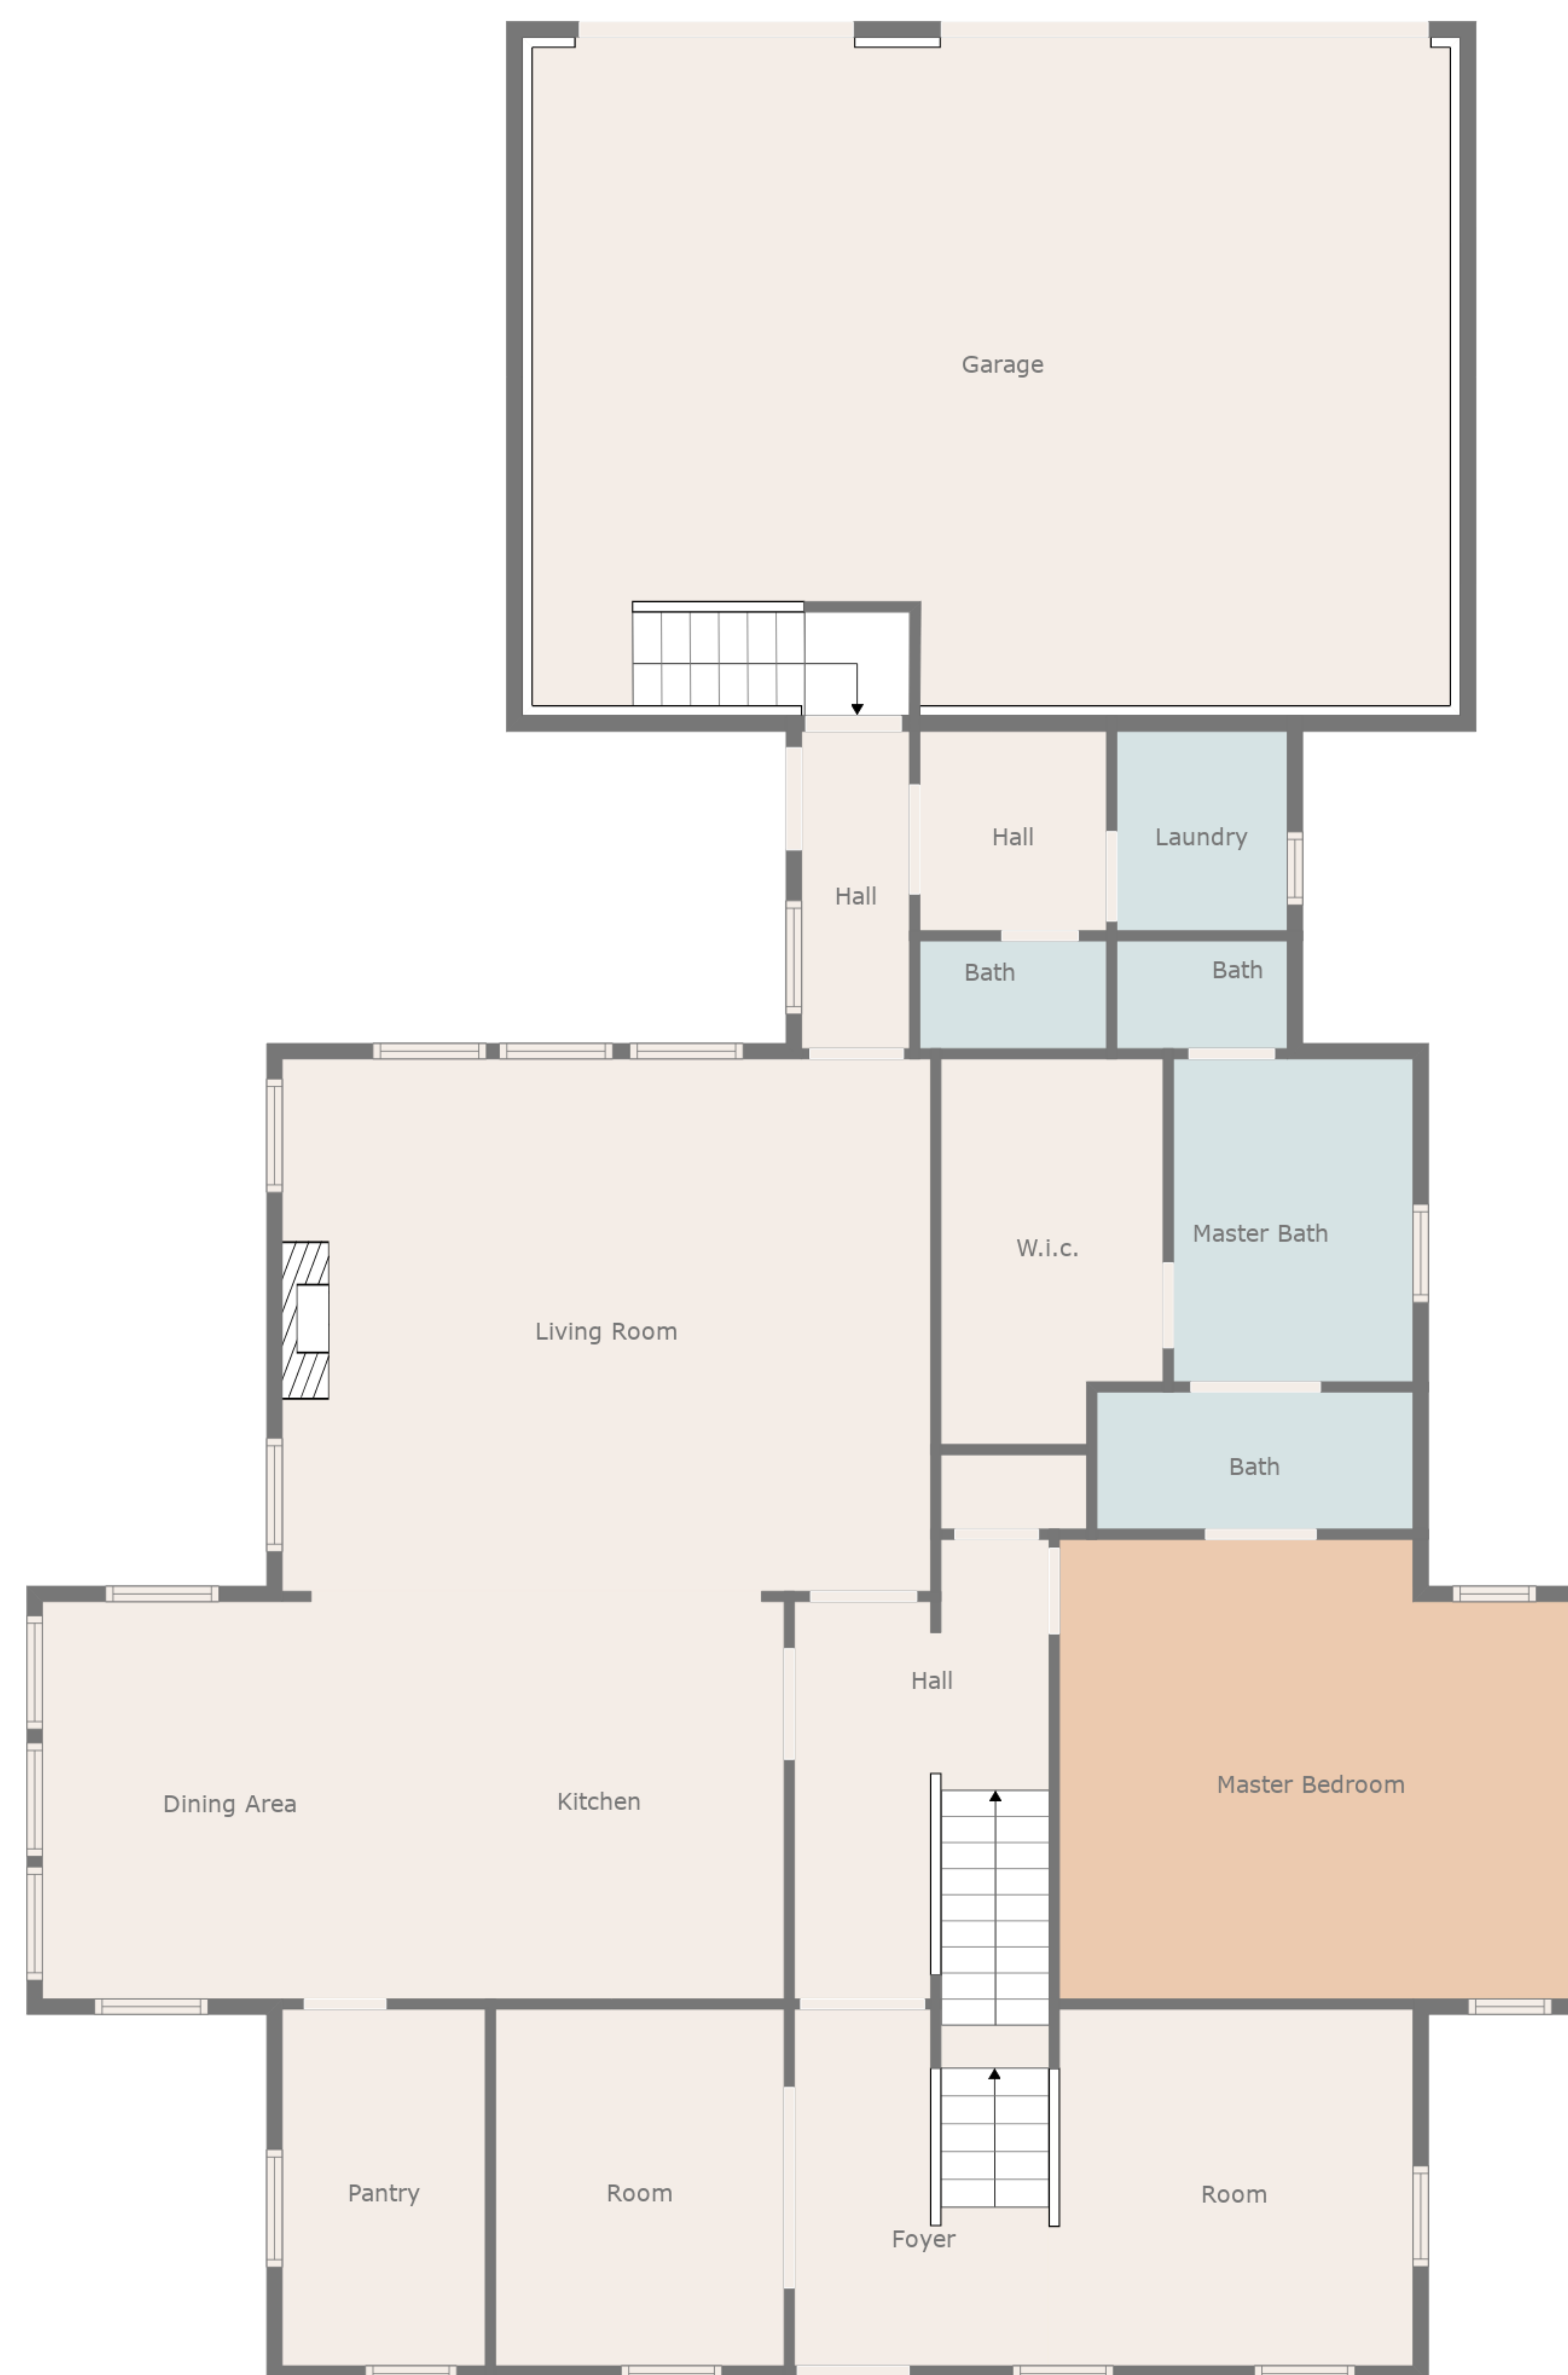 Garage
Hall
Laundry
Hall
Bath
Bath
Master Bath
W.i.c.
Living Room
Bath
Hall
Master Bedroom
Dining Area
Kitchen
Pantry
Room
Room
Foyer